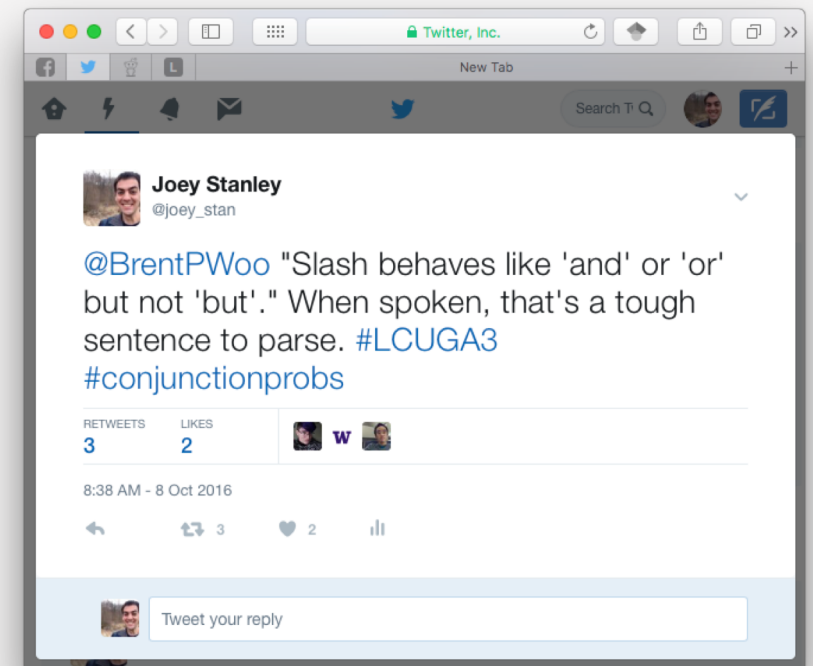 Twitter, Inc.
New Tab
Search T
Joey Stanley
@joey_stan
@BrentPWoo "Slash behaves like 'and' or 'or'
but not 'but'." When spoken, that's a tough
sentence to parse. #LCUGA3
#conjunctionprobs
RETWEETS LIKES
3 2
W
8:38 AM - 8 Oct 2016
3 2
Tweet your reply